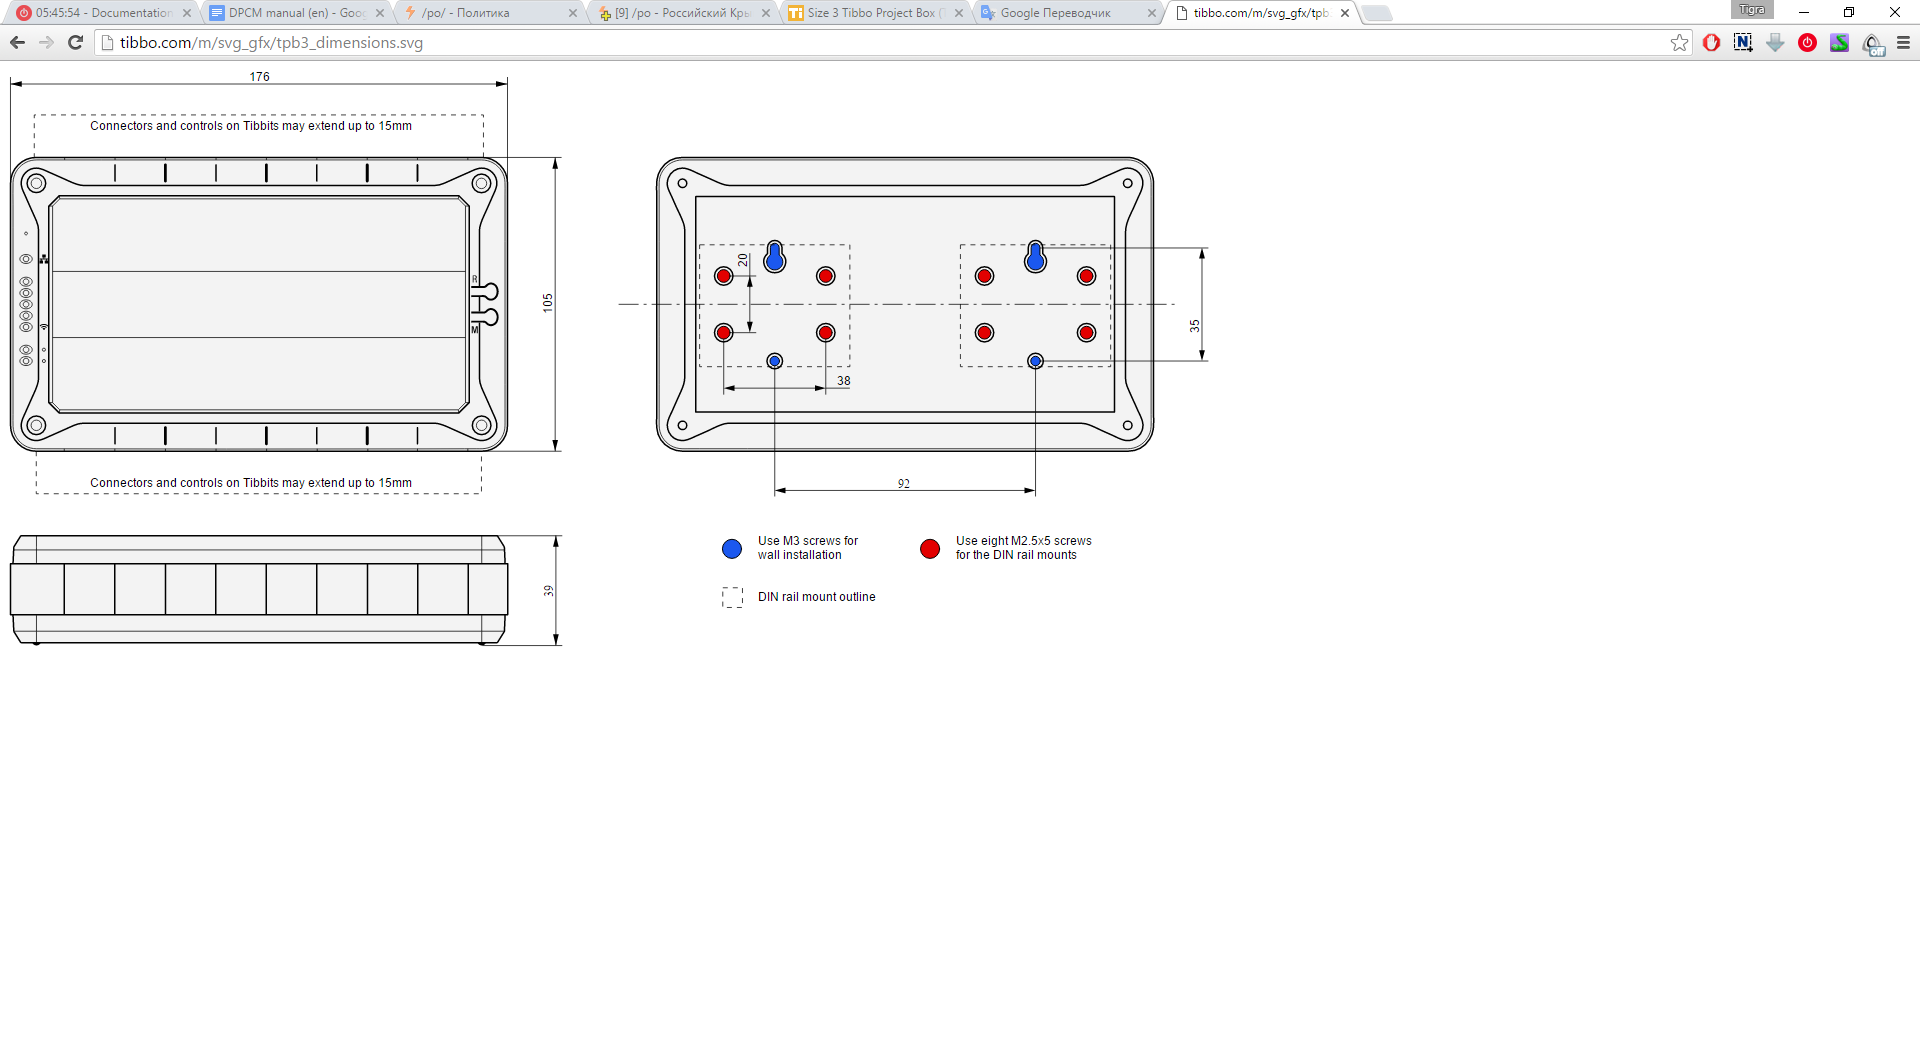 05:45:54 - Documentation
DPCM manual (en) - Goog
/po/ - Политика
[9] /po - Российский Кры
Ti Size 3 Tibbo Project Box (T
Google Переводчик
tibbo.com/m/svg_gfx/tpb
Tigra
tibbo.com/m/svg_gfx/tpb3_dimensions.svg
176
Connectors and controls on Tibbits may extend up to 15mm
R
M
105
Connectors and controls on Tibbits may extend up to 15mm
39
20
38
35
92
Use M3 screws for
wall installation
Use eight M2.5x5 screws
for the DIN rail mounts
DIN rail mount outline